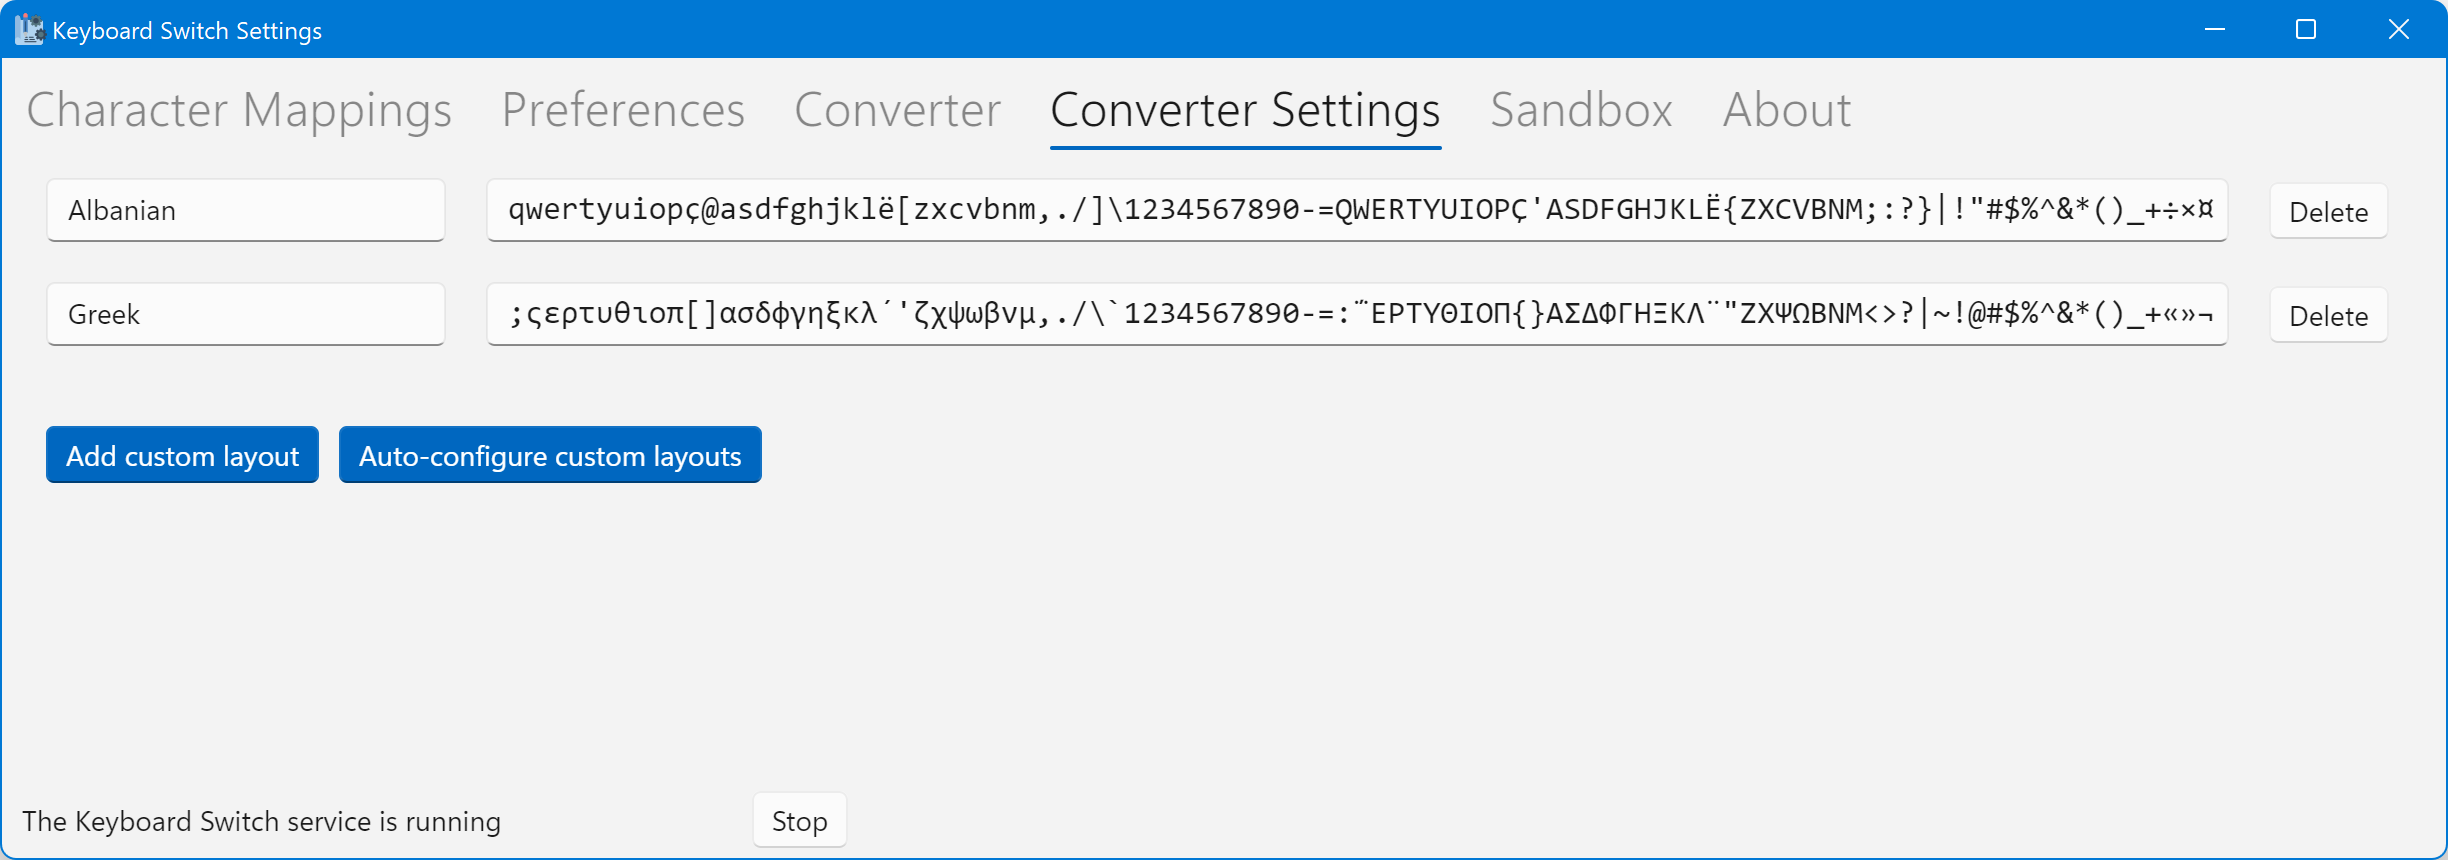 Keyboard Switch Settings
Character Mappings Preferences Converter Converter Settings Sandbox About
Albanian qwertyuiopç@asdfghjklë[zxcvbnm,./]\1234567890-=QWERTYUIOPÇ'ASDFGHJKLË{ZXCVBNM;:?}|!"#$%^&*()_+÷×¤ Delete
Greek ;ςερτυθιοπ[]ασδφγηξκλ΄'ζχψωβνμ,./\`1234567890-=:΅ΕΡΤΥΘΙΟΠ{}ΑΣΔΦΓΗΞΚΛ¨"ΖΧΨΩΒΝΜ<>?|~!@#$%^&*()_+«»¬ Delete
Add custom layout Auto-configure custom layouts
The Keyboard Switch service is running Stop